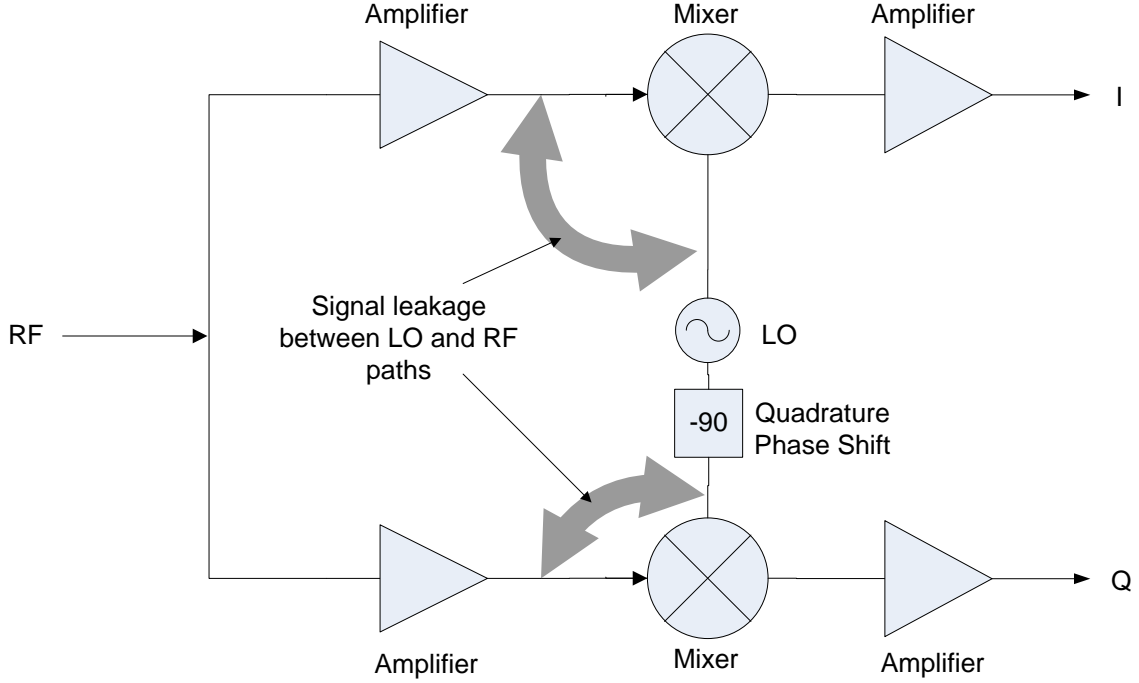 Amplifier
Mixer
Amplifier
I
Signal leakage
between LO and RF
paths
RF
LO
-90
Quadrature
Phase Shift
Q
Amplifier
Mixer
Amplifier